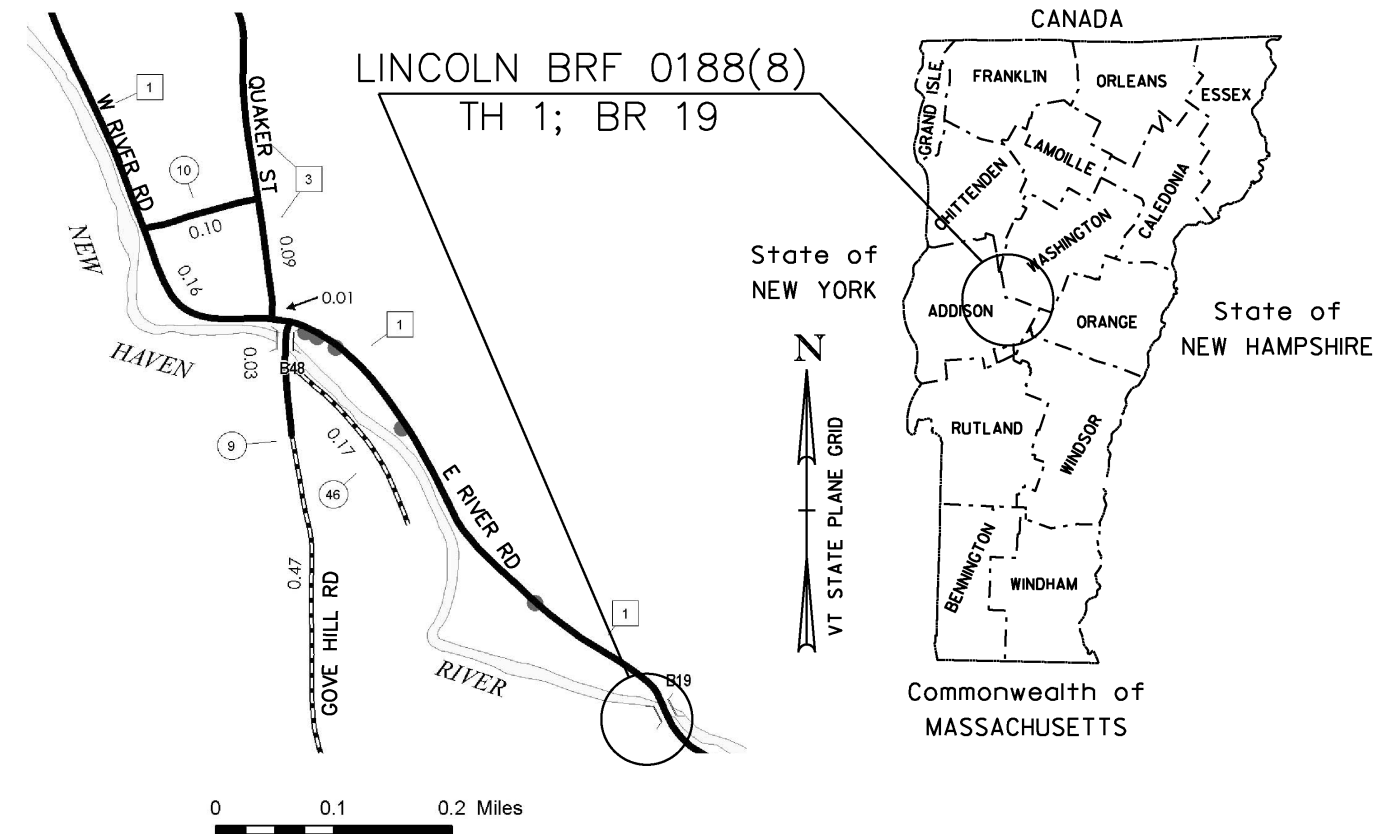 LINCOLN BRF 0188(8)
TH 1; BR 19
1
W RIVER RD
QUAKER ST
3
10
0.10
0.09
NEW
0.16
0.01
1
HAVEN
0.03
B48
9
0.17
46
E RIVER RD
0.47
GOVE HILL RD
1
RIVER
B19
0 0.1 0.2 Miles
CANADA
GRAND ISLE
FRANKLIN
ORLEANS
ESSEX
LAMOILLE
CHITTENDEN
CALEDONIA
WASHINGTON
State of
NEW YORK
ADDISON
ORANGE
State of
NEW HAMPSHIRE
N
VT STATE PLANE GRID
RUTLAND
WINDSOR
BENNINGTON
WINDHAM
Commonwealth of
MASSACHUSETTS